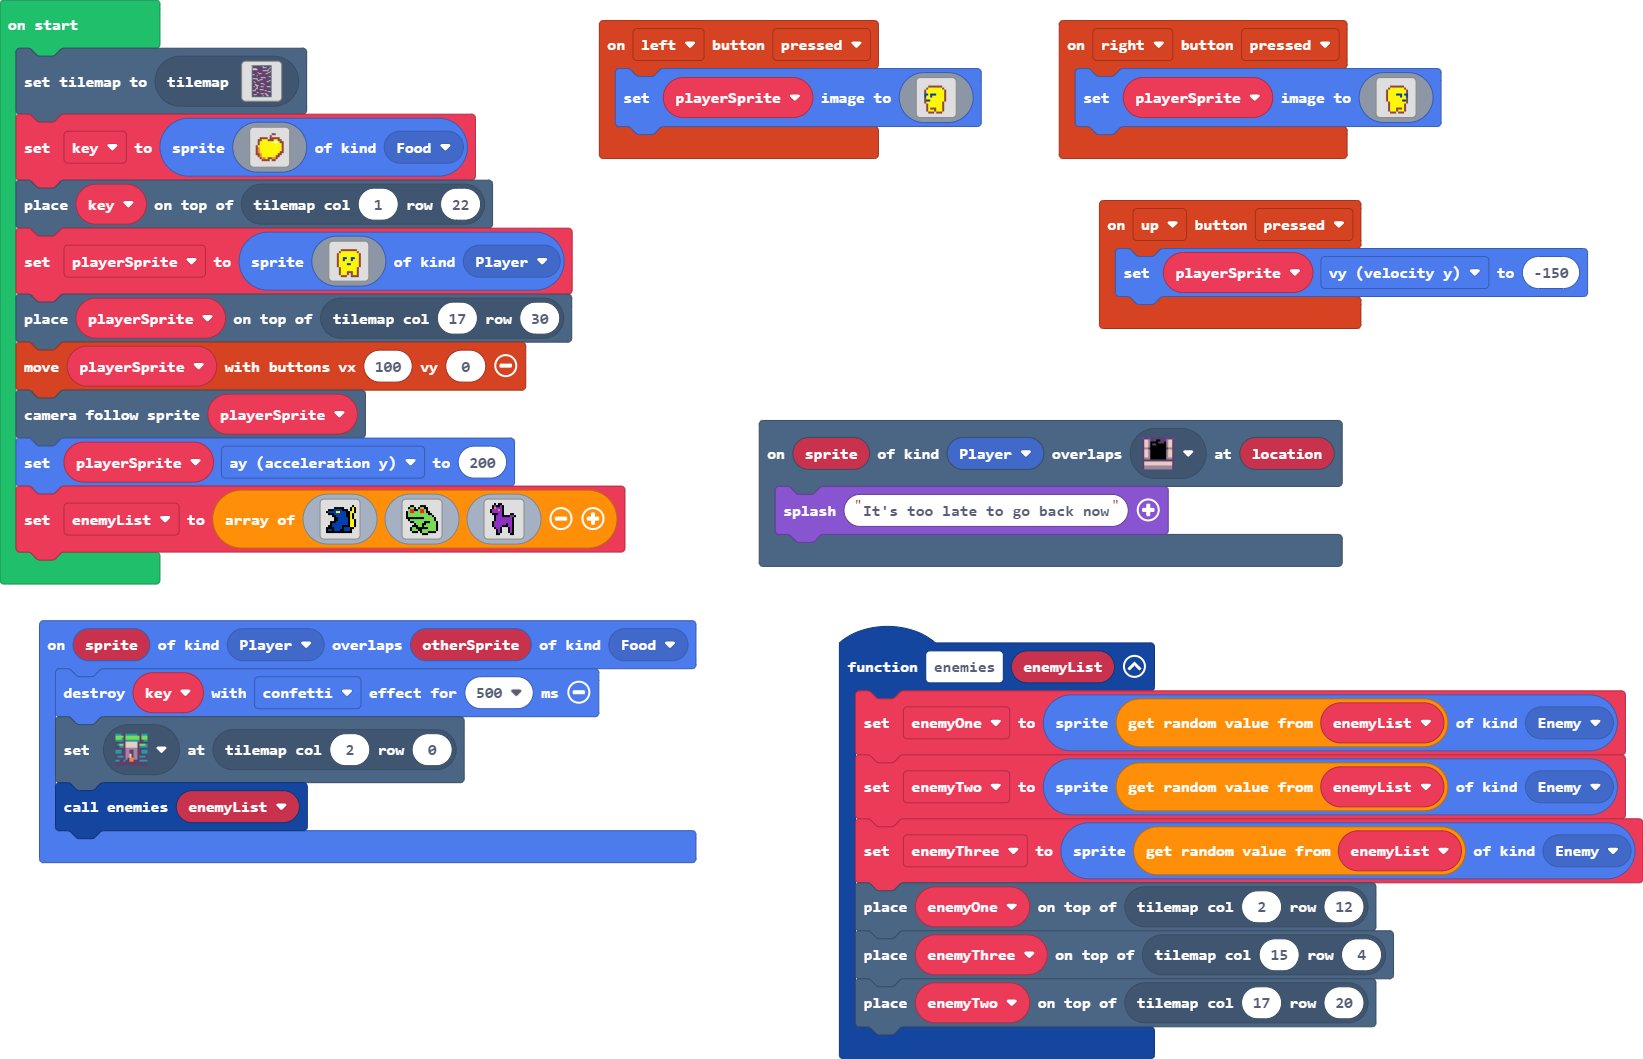 on start
set tilemap to tilemap
set key to sprite of kind Food
place key on top of tilemap col 1 row 22
set playerSprite to sprite of kind Player
place playerSprite on top of tilemap col 17 row 30
move playerSprite with buttons vx 100 vy 0
camera follow sprite playerSprite
set playerSprite ay (acceleration y) to 200
set enemyList to array of
on left button pressed
set playerSprite image to
on right button pressed
set playerSprite image to
on up button pressed
set playerSprite vy (velocity y) to -150
on sprite of kind Player overlaps at location
splash "It's too late to go back now"
on sprite of kind Player overlaps otherSprite of kind Food
destroy key with confetti effect for 500 ms
set at tilemap col 2 row 0
call enemies enemyList
function enemies enemyList
set enemyOne to sprite get random value from enemyList of kind Enemy
set enemyTwo to sprite get random value from enemyList of kind Enemy
set enemyThree to sprite get random value from enemyList of kind Enemy
place enemyOne on top of tilemap col 2 row 12
place enemyThree on top of tilemap col 15 row 4
place enemyTwo on top of tilemap col 17 row 20